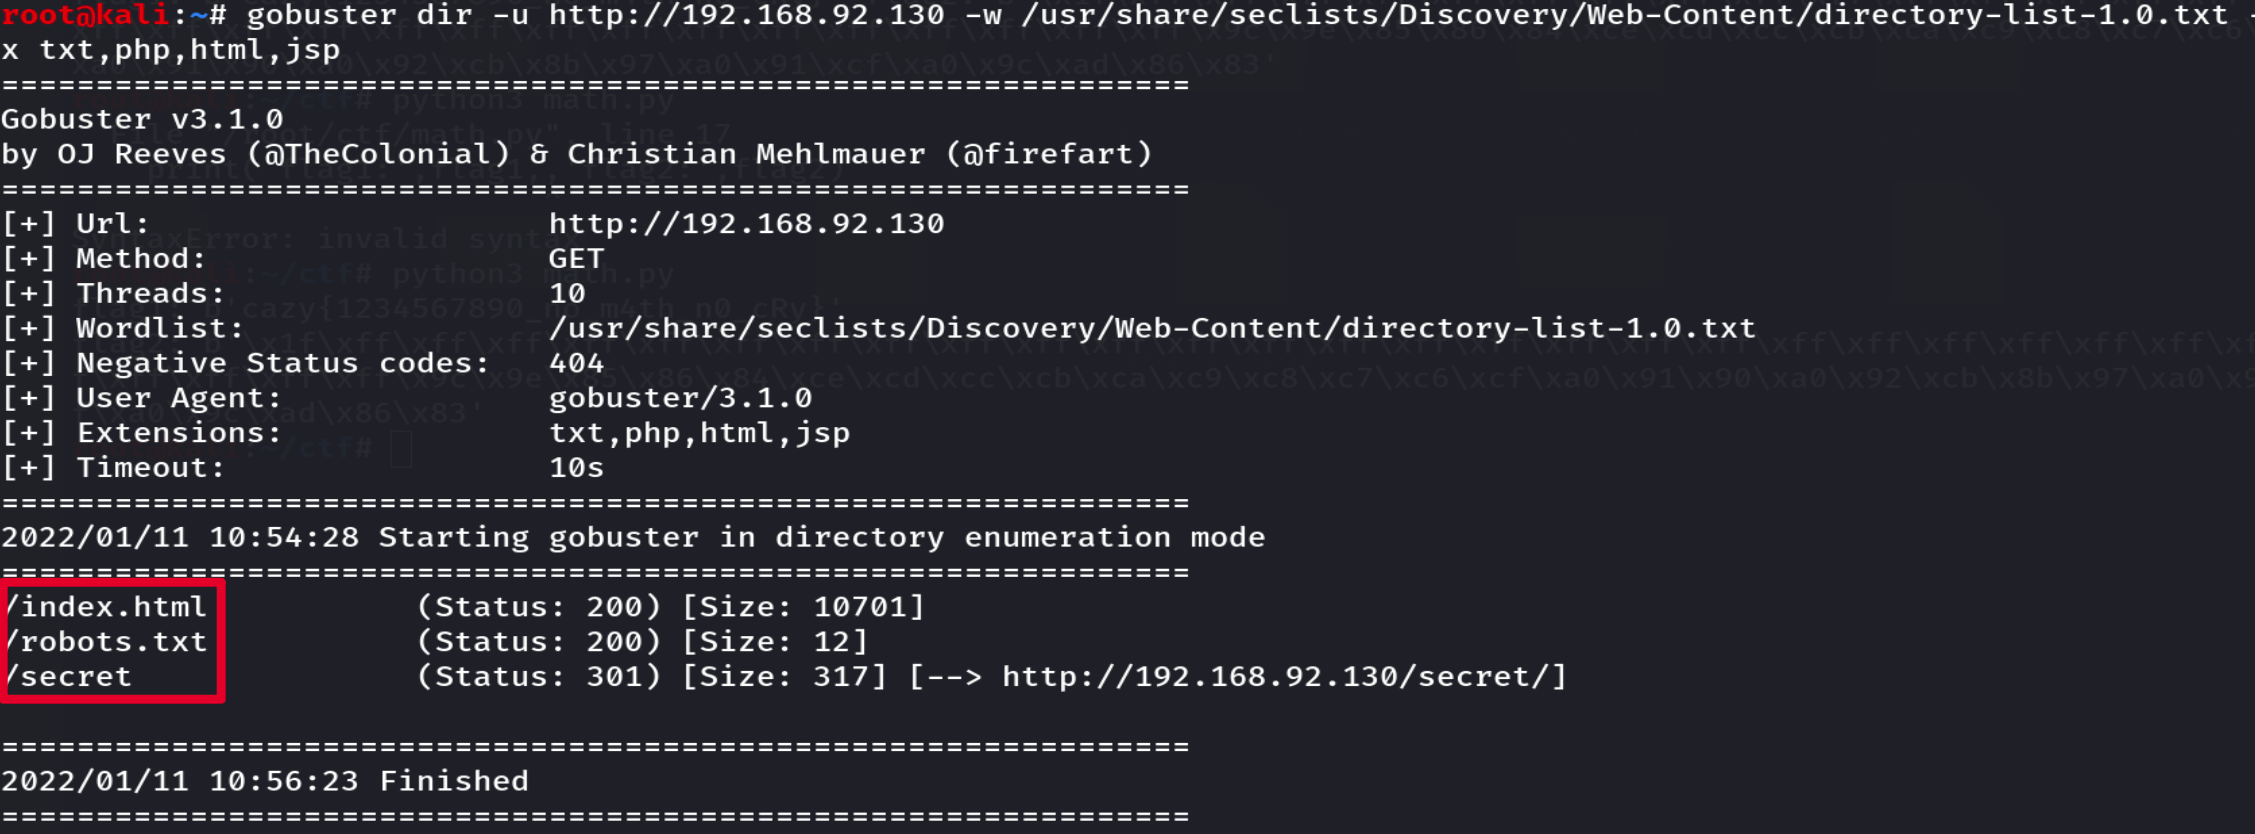 root@kali:~# gobuster dir -u http://192.168.92.130 -w /usr/share/seclists/Discovery/Web-Content/directory-list-1.0.txt -
x txt,php,html,jsp
===============================================================
Gobuster v3.1.0
by OJ Reeves (@TheColonial) & Christian Mehlmauer (@firefart)
===============================================================
[+] Url:                     http://192.168.92.130
[+] Method:                  GET
[+] Threads:                 10
[+] Wordlist:                /usr/share/seclists/Discovery/Web-Content/directory-list-1.0.txt
[+] Negative Status codes:   404
[+] User Agent:              gobuster/3.1.0
[+] Extensions:              txt,php,html,jsp
[+] Timeout:                 10s
===============================================================
2022/01/11 10:54:28 Starting gobuster in directory enumeration mode
===============================================================
/index.html           (Status: 200) [Size: 10701]
/robots.txt           (Status: 200) [Size: 12]
/secret               (Status: 301) [Size: 317] [--> http://192.168.92.130/secret/]
===============================================================
2022/01/11 10:56:23 Finished
===============================================================